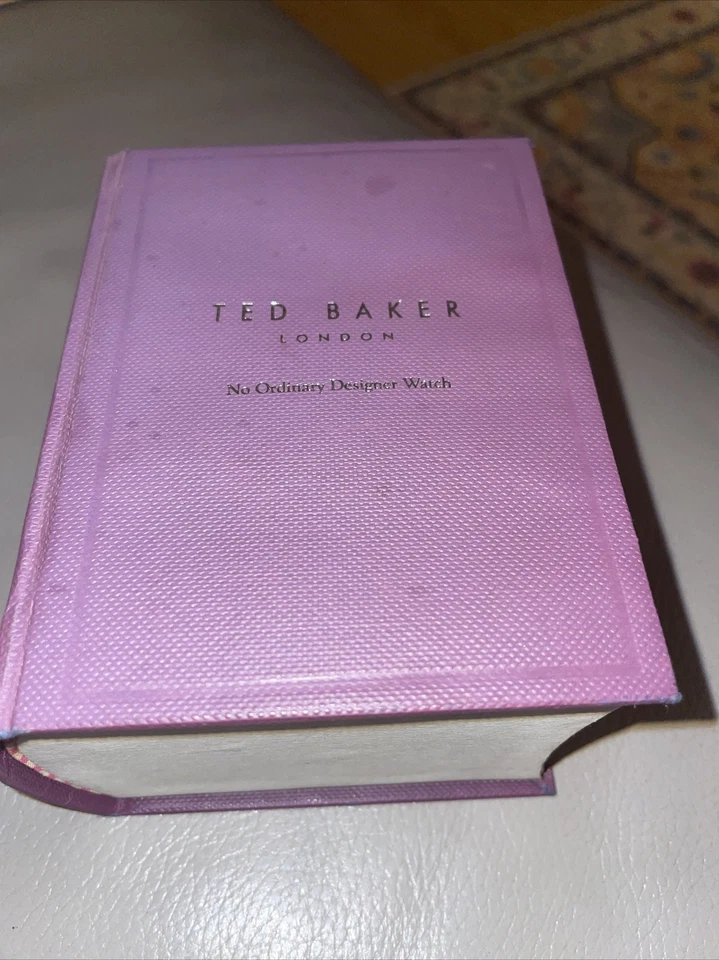 TED BAKER
LONDON
No Ordinary Designer Watch